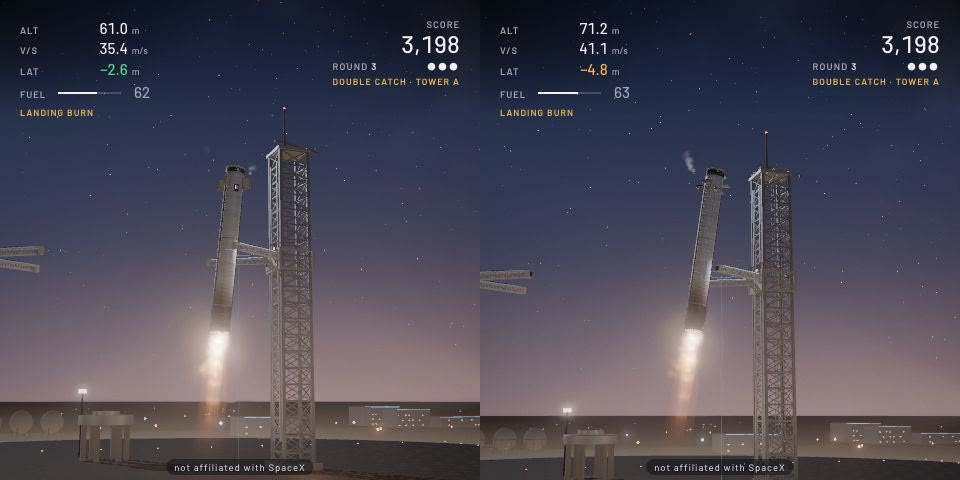 ALT 61.0 m
V/S 35.4 m/s
LAT −2.6 m
FUEL 62
LANDING BURN
SCORE
3,198
ROUND 3
DOUBLE CATCH · TOWER A
not affiliated with SpaceX
ALT 71.2 m
V/S 41.1 m/s
LAT −4.8 m
FUEL 63
LANDING BURN
SCORE
3,198
ROUND 3
DOUBLE CATCH · TOWER A
not affiliated with SpaceX